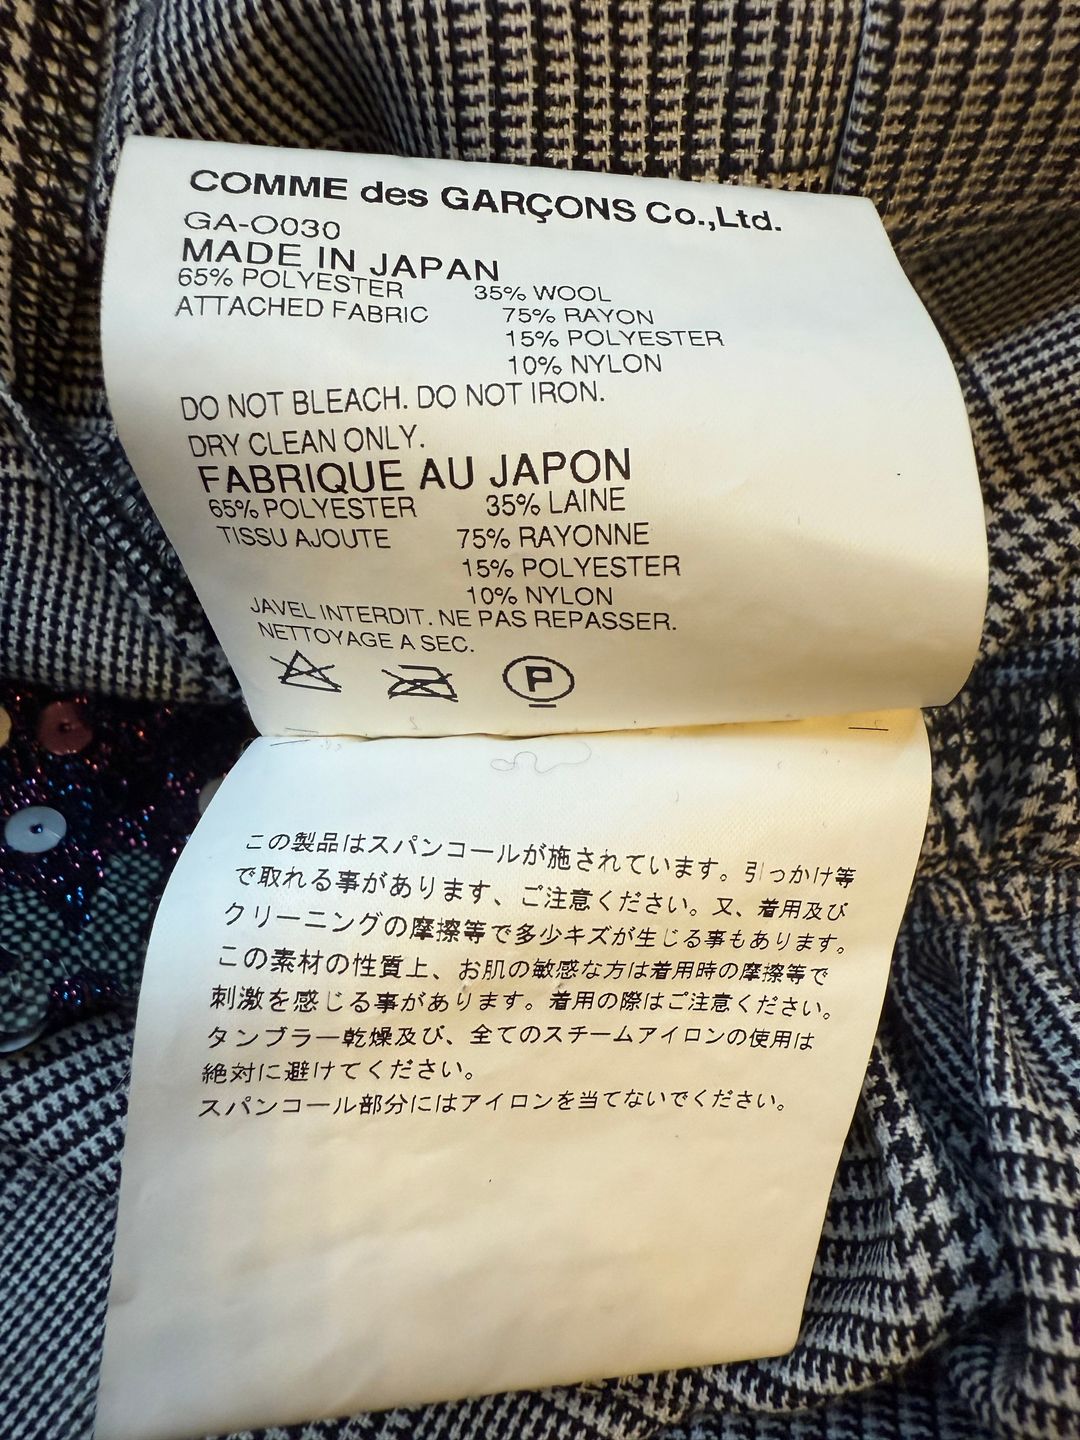 COMME des GARÇONS Co.,Ltd.
GA-O030
MADE IN JAPAN
65% POLYESTER 35% WOOL
ATTACHED FABRIC 75% RAYON
15% POLYESTER
10% NYLON
DO NOT BLEACH. DO NOT IRON.
DRY CLEAN ONLY.
FABRIQUE AU JAPON
65% POLYESTER 35% LAINE
TISSU AJOUTE 75% RAYONNE
15% POLYESTER
10% NYLON
JAVEL INTERDIT. NE PAS REPASSER.
NETTOYAGE A SEC.
P
この製品はスパンコールが施されています。引っかけ等
で取れる事があります、ご注意ください。又、着用及び
クリーニングの摩擦等で多少キズが生じる事もあります。
この素材の性質上、お肌の敏感な方は着用時の摩擦等で
刺激を感じる事があります。着用の際はご注意ください。
タンブラー乾燥及び、全てのスチームアイロンの使用は
絶対に避けてください。
スパンコール部分にはアイロンを当てないでください。